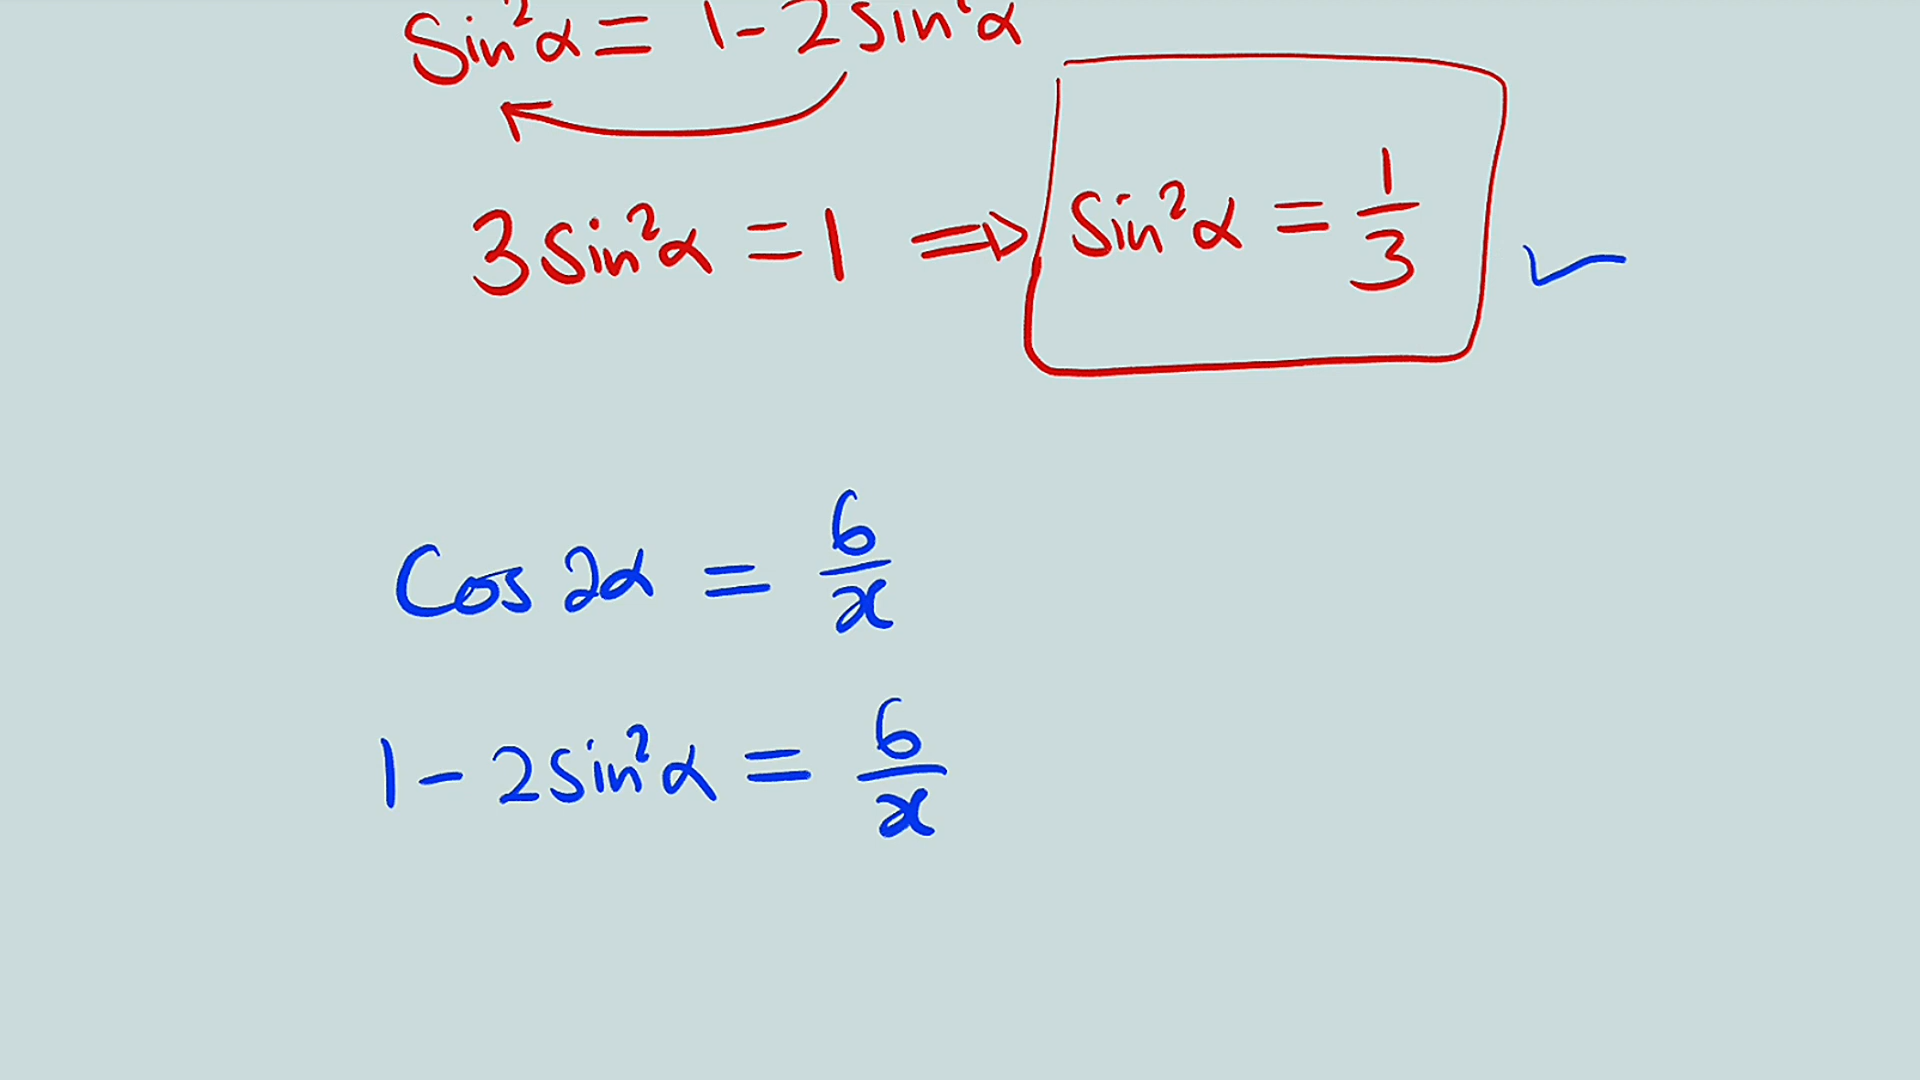 sin²α = 1 - 2sin²α
3sin²α = 1 ⇒ sin²α = 1/3 ✓
Cos 2α = 6/x
1 - 2sin²α = 6/x